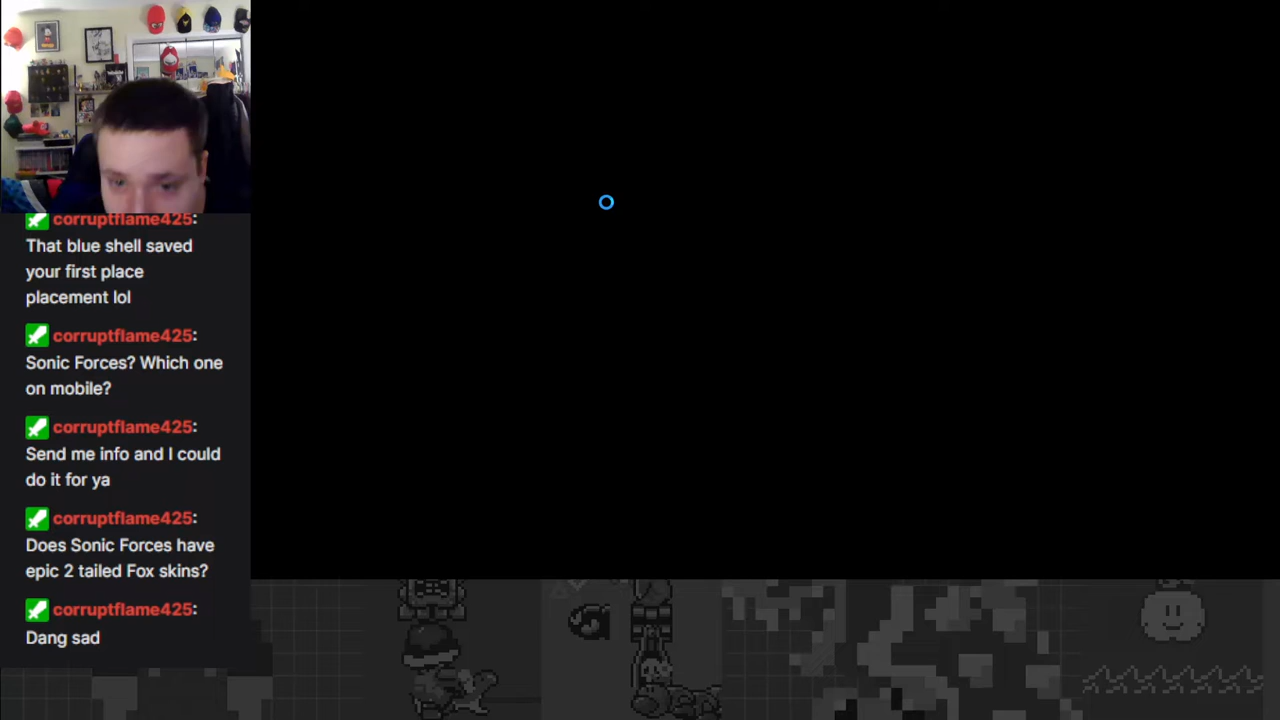 corruptflame425:
That blue shell saved
your first place
placement lol
corruptflame425:
Sonic Forces? Which one
on mobile?
corruptflame425:
Send me info and I could
do it for ya
corruptflame425:
Does Sonic Forces have
epic 2 tailed Fox skins?
corruptflame425:
Dang sad